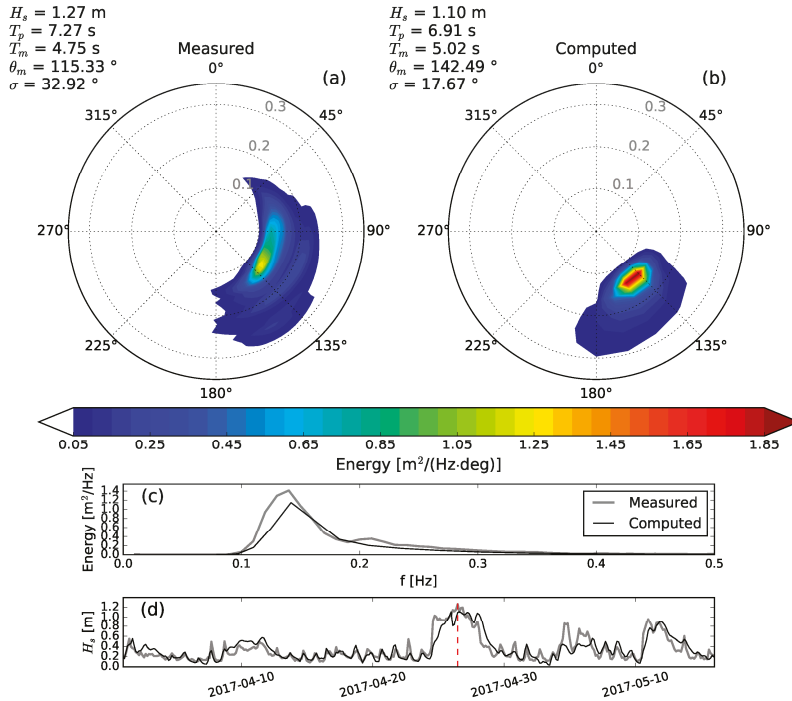 Hs = 1.27 m
Tp = 7.27 s
Tm = 4.75 s
θm = 115.33 °
σ = 32.92 °
Measured
(a)
0°
45°
90°
135°
180°
225°
270°
315°
0.1
0.2
0.3
Hs = 1.10 m
Tp = 6.91 s
Tm = 5.02 s
θm = 142.49 °
σ = 17.67 °
Computed
(b)
0°
45°
90°
135°
180°
225°
270°
315°
0.1
0.2
0.3
0.05 0.25 0.45 0.65 0.85 1.05 1.25 1.45 1.65 1.85
Energy [m²/(Hz·deg)]
(c)
Energy [m²/Hz]
1.4
1.2
1.0
0.8
0.6
0.4
0.2
0.0
Measured
Computed
0.0 0.1 0.2 0.3 0.4 0.5
f [Hz]
(d)
Hs [m]
1.2
1.0
0.8
0.6
0.4
0.2
0.0
2017-04-10 2017-04-20 2017-04-30 2017-05-10